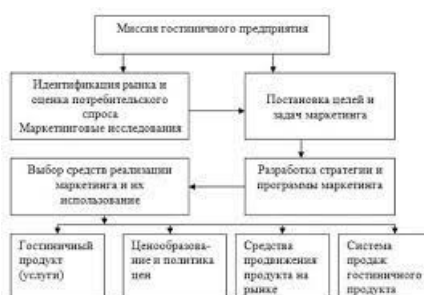 Миссия гостиничного предприятия
Идентификация рынка и
оценка потребительского
спроса
Маркетинговые исследования
Постановка целей и
задач маркетинга
Выбор средств реализации
маркетинга и их
использование
Разработка стратегии и
программы маркетинга
Гостиничный
продукт
(услуги)
Ценообразова-
ние и политика
цен
Средства
продвижения
продукта на
рынке
Система
продаж
гостиничного
продукта